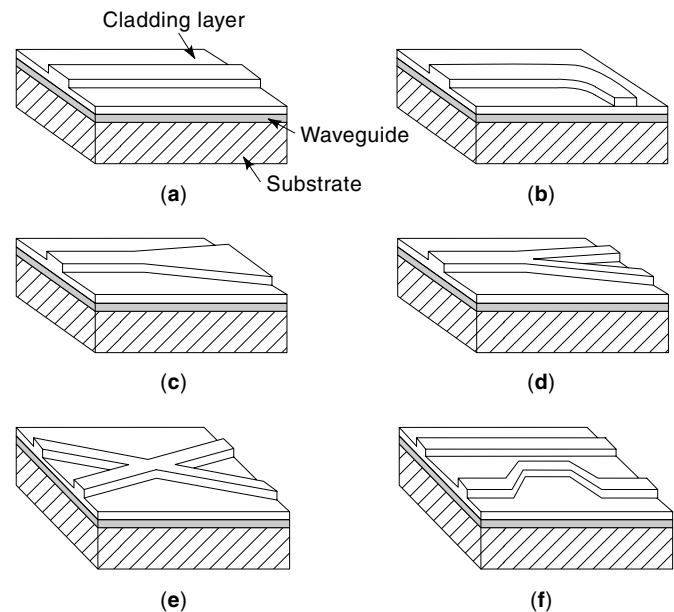 Cladding layer
Waveguide
Substrate
(a)
(b)
(c)
(d)
(e)
(f)